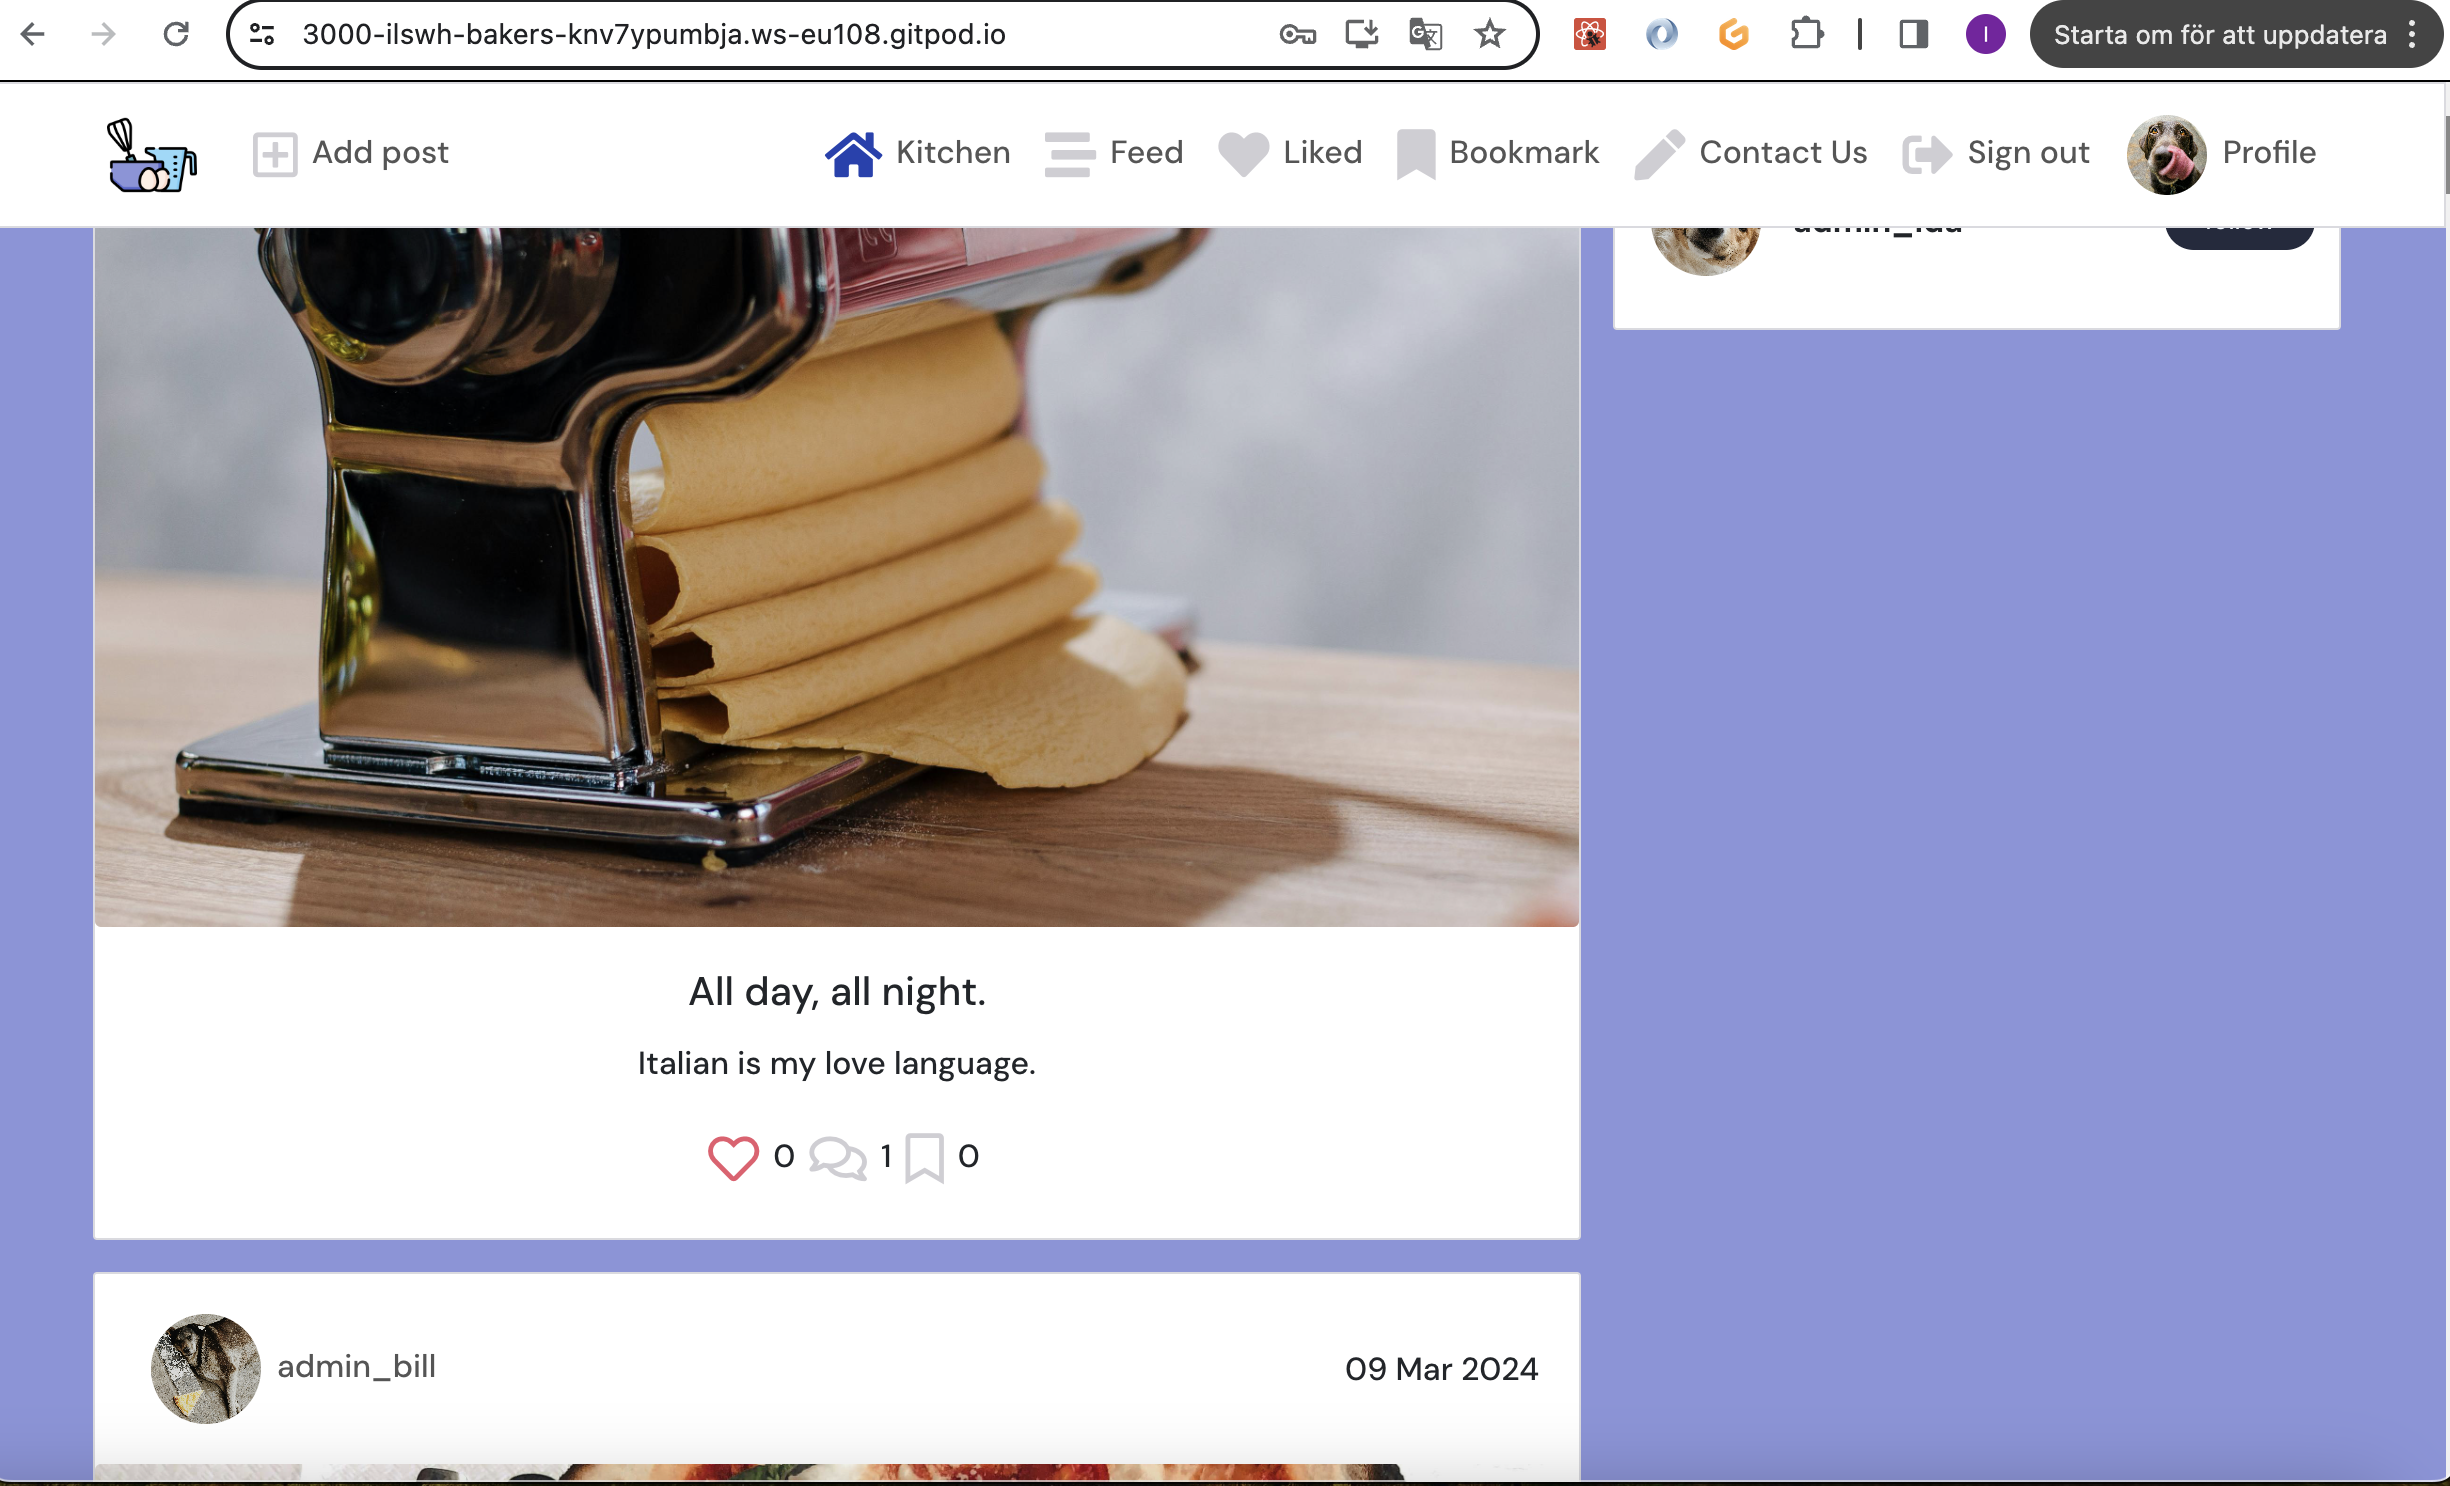 3000-ilswh-bakers-knv7ypumbja.ws-eu108.gitpod.io
I
Starta om för att uppdatera
Add post
Kitchen
Feed
Liked
Bookmark
Contact Us
Sign out
Profile
admin_ida
All day, all night.
Italian is my love language.
0 1 0
admin_bill
09 Mar 2024